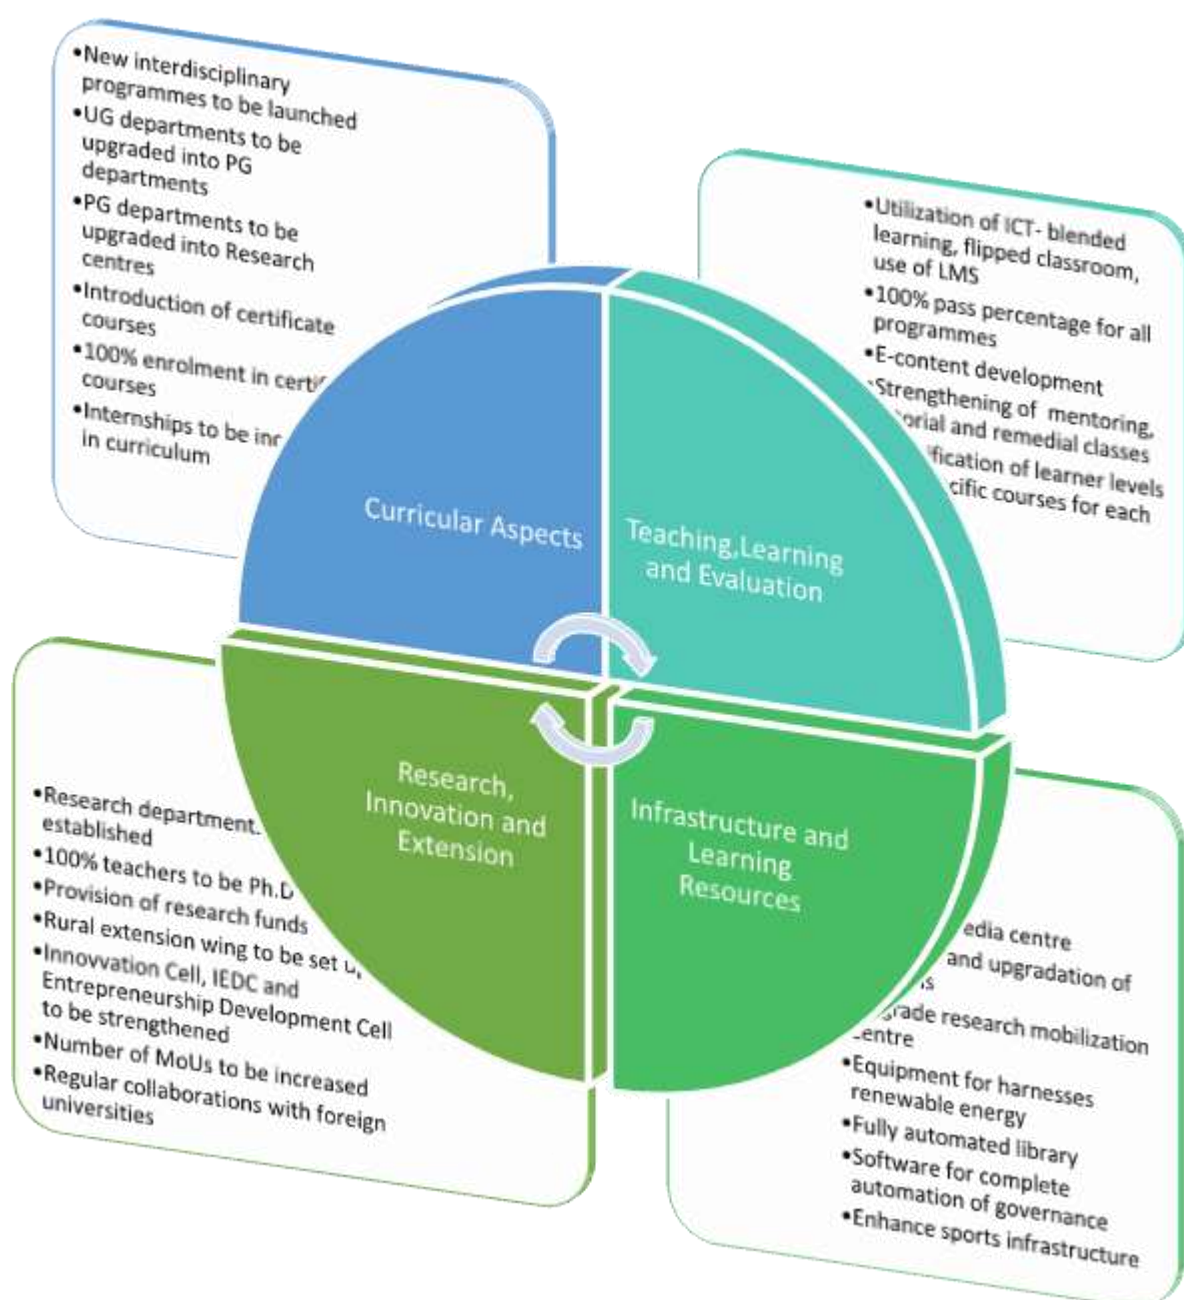 •New interdisciplinary
programmes to be launched
•UG departments to be
upgraded into PG
departments
•PG departments to be
upgraded into Research
centres
•Introduction of certificate
courses
•100% enrolment in
courses
•Internships to be
in curriculum
•Utilization of ICT- blended
learning, flipped classroom,
use of LMS
•100% pass percentage for all
programmes
•E-content development
•Strengthening of mentoring,
and remedial classes
of learner levels
courses for each
Curricular Aspects
Teaching,Learning
and Evaluation
Research,
Innovation and
Extension
Infrastructure and
Learning
Resources
•Research
established
•100% teachers to be Ph.D
•Provision of research funds
•Rural extension wing to be set
•Innovvation Cell, IEDC and
Entrepreneurship Development Cell
to be strengthened
•Number of MoUs to be increased
•Regular collaborations with foreign
universities
centre
and upgradation of
research mobilization
•Equipment for harnesses
renewable energy
•Fully automated library
•Software for complete
automation of governance
•Enhance sports infrastructure